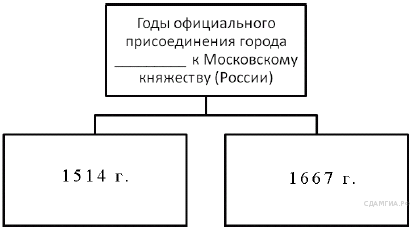 Годы официального
присоединения города
_________ к Московскому
княжеству (России)
1514 г.
1667 г.
СДАМГИА.РФ